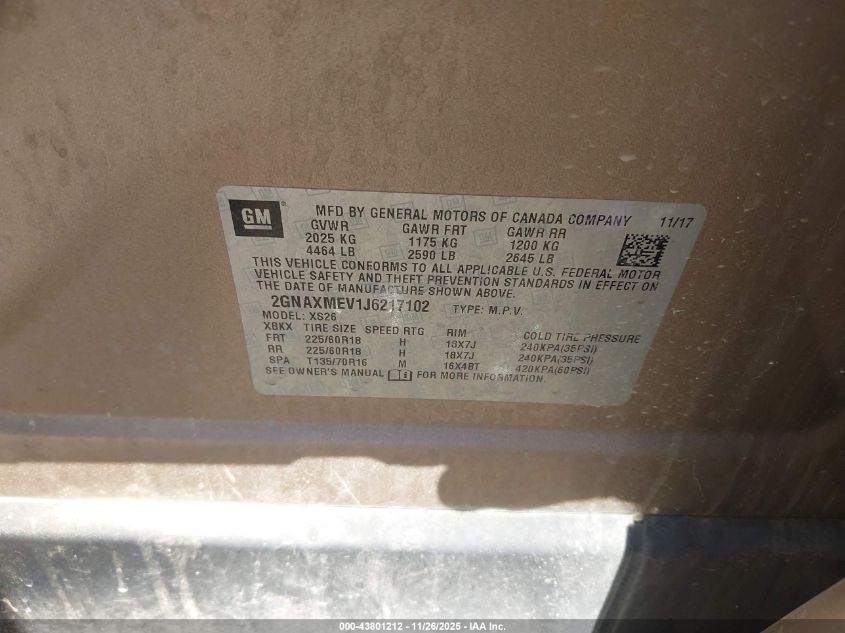 GM
MFD BY GENERAL MOTORS OF CANADA COMPANY 11/17
GVWR GAWR FRT GAWR RR
2025 KG 1175 KG 1200 KG
4464 LB 2590 LB 2645 LB
THIS VEHICLE CONFORMS TO ALL APPLICABLE U.S. FEDERAL MOTOR
VEHICLE SAFETY AND THEFT PREVENTION STANDARDS IN EFFECT ON
THE DATE OF MANUFACTURE SHOWN ABOVE.
2GNAXMEV1J6217102 TYPE: M.P.V.
MODEL: XS26
XBKX TIRE SIZE SPEED RTG RIM COLD TIRE PRESSURE
FRT 225/60R18 H 18X7J 240KPA(35PSI)
RR 225/60R18 H 18X7J 240KPA(35PSI)
SPA T135/70R16 M 16X4BT 420KPA(60PSI)
SEE OWNER'S MANUAL FOR MORE INFORMATION.
000-43801212 - 11/26/2025 - IAA Inc.